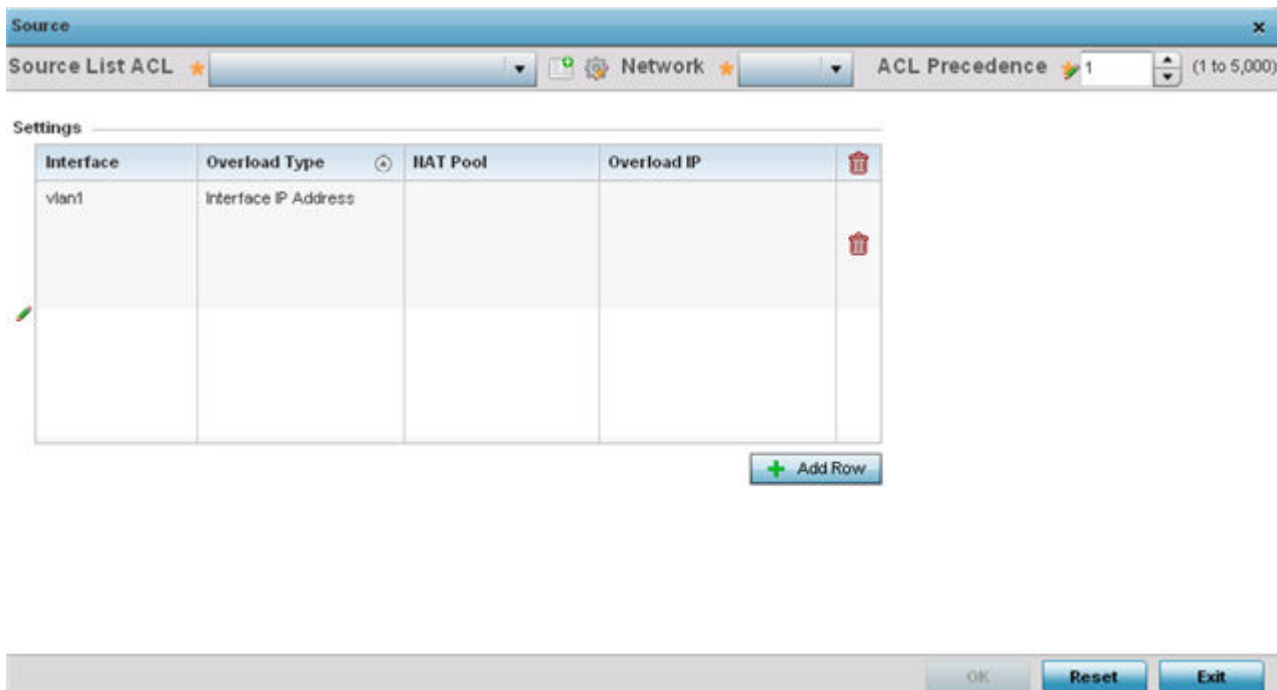 Source
Source List ACL Network ACL Precedence 1 (1 to 5,000)
Settings
Interface Overload Type NAT Pool Overload IP
vlan1 Interface IP Address
Add Row
OK Reset Exit